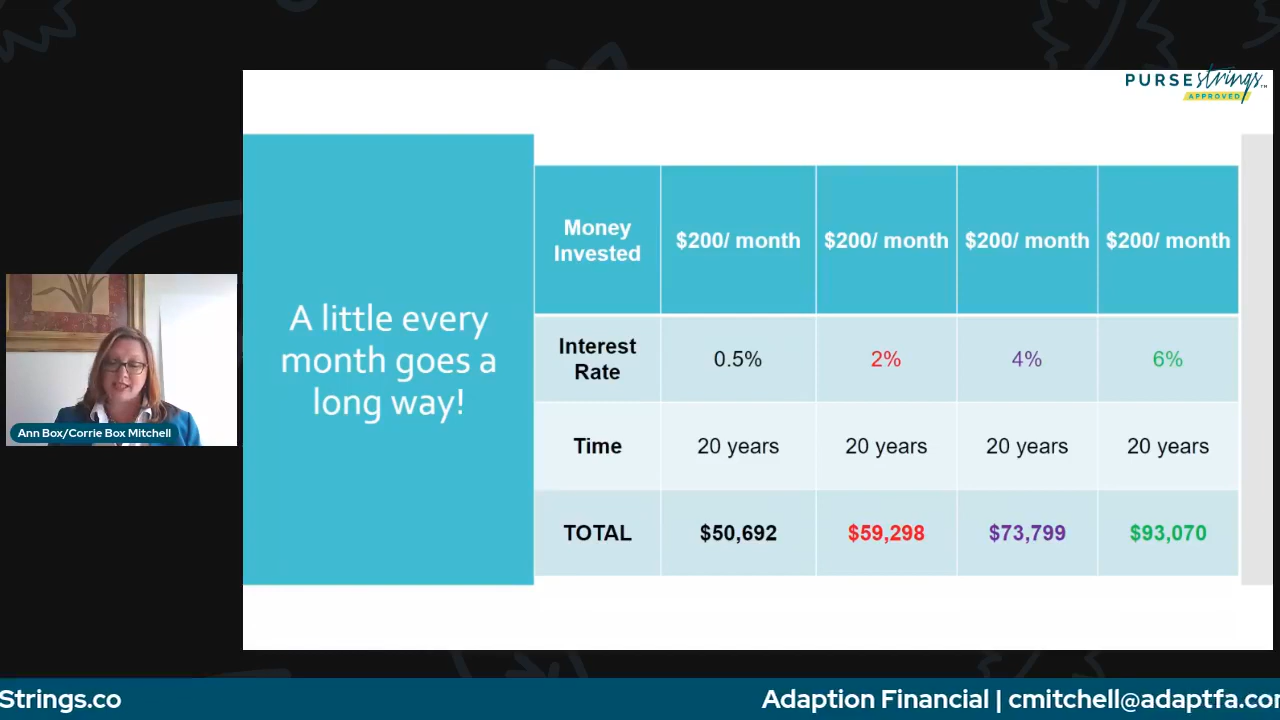 PURSE strings™
APPROVED
A little every
month goes a
long way!
Money
Invested
$200/ month
$200/ month
$200/ month
$200/ month
Interest
Rate
0.5%
2%
4%
6%
Time
20 years
20 years
20 years
20 years
TOTAL
$50,692
$59,298
$73,799
$93,070
Ann Box/Corrie Box Mitchell
Strings.co
Adaption Financial | cmitchell@adaptfa.co